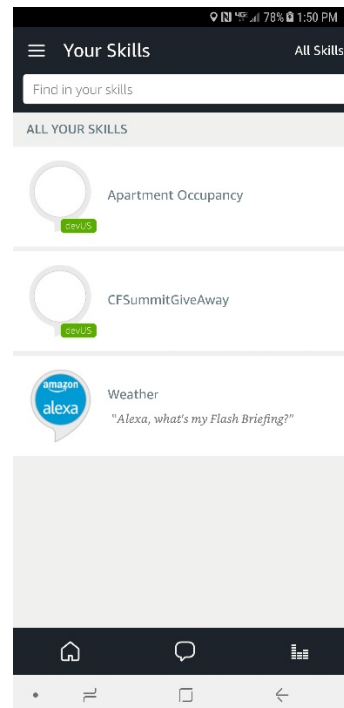 78% 1:50 PM
Your Skills
All Skills
Find in your skills
ALL YOUR SKILLS
Apartment Occupancy
devUS
CFSummitGiveAway
devUS
amazon
alexa
Weather
"Alexa, what's my Flash Briefing?"